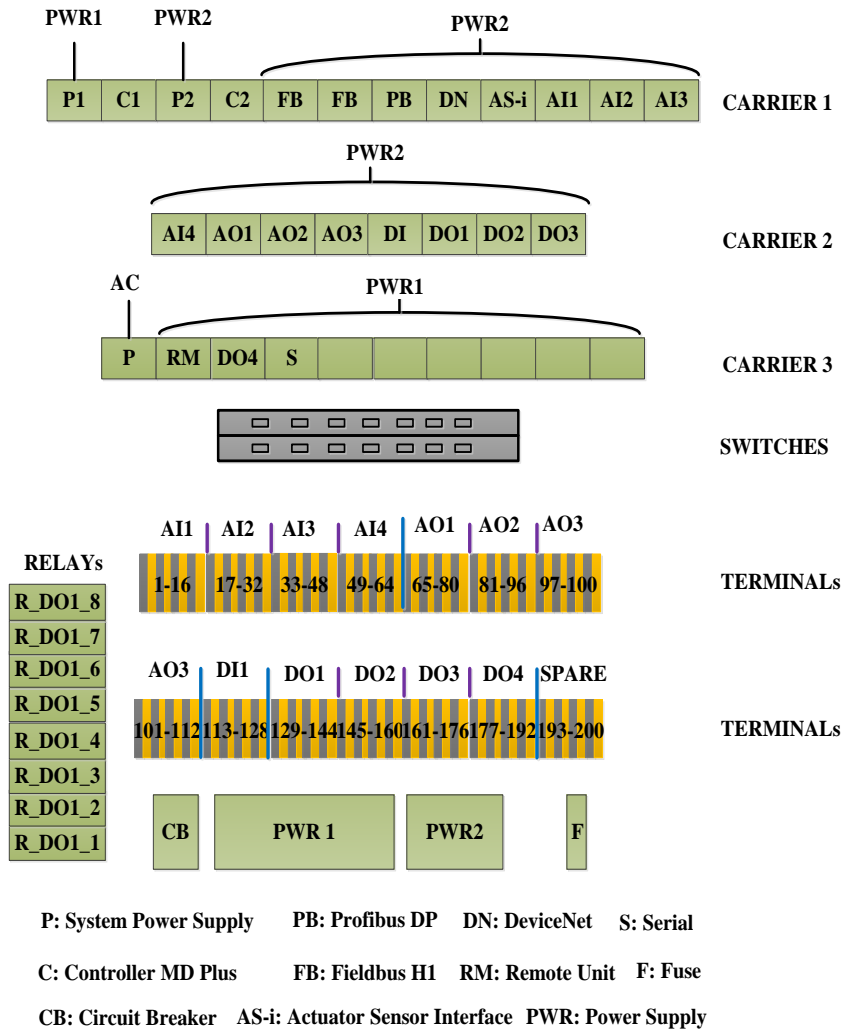 PWR1 PWR2 PWR2
P1 C1 P2 C2 FB FB PB DN AS-i AI1 AI2 AI3 CARRIER 1
PWR2
AI4 AO1 AO2 AO3 DI DO1 DO2 DO3 CARRIER 2
AC PWR1
P RM DO4 S CARRIER 3
SWITCHES
AI1 AI2 AI3 AI4 AO1 AO2 AO3
RELAYs
1-16 17-32 33-48 49-64 65-80 81-96 97-100 TERMINALs
R_DO1_8
R_DO1_7
R_DO1_6
AO3 DI1 DO1 DO2 DO3 DO4 SPARE
R_DO1_5
101-112 113-128 129-144 145-160 161-176 177-192 193-200 TERMINALs
R_DO1_4
R_DO1_3
R_DO1_2
R_DO1_1
CB PWR 1 PWR2 F
P: System Power Supply PB: Profibus DP DN: DeviceNet S: Serial
C: Controller MD Plus FB: Fieldbus H1 RM: Remote Unit F: Fuse
CB: Circuit Breaker AS-i: Actuator Sensor Interface PWR: Power Supply